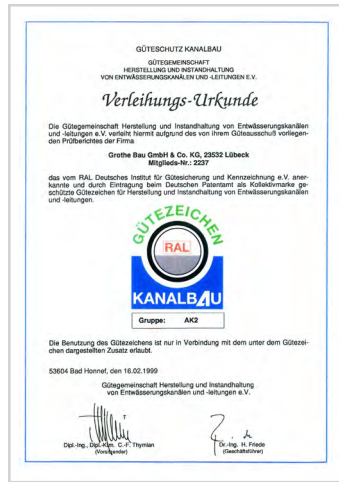 GÜTESCHUTZ KANALBAU
GÜTEGEMEINSCHAFT
HERSTELLUNG UND INSTANDHALTUNG
VON ENTWÄSSERUNGSKANÄLEN UND -LEITUNGEN E.V.
Verleihungs-Urkunde
Die Gütegemeinschaft Herstellung und Instandhaltung von Entwässerungskanälen
und -leitungen e.V. verleiht hiermit aufgrund des von ihrem Güteausschuß vorliegen-
den Prüfberichtes der Firma
Grothe Bau GmbH & Co. KG, 23532 Lübeck
Mitglieds-Nr.: 2237
das vom RAL Deutsches Institut für Gütesicherung und Kennzeichnung e.V. aner-
kannte und durch Eintragung beim Deutschen Patentamt als Kollektivmarke ge-
schützte Gütezeichen für Herstellung und Instandhaltung von Entwässerungskanälen
und -leitungen.
GÜTEZEICHEN
RAL
KANALBAU
Gruppe: AK2
Die Benutzung des Gütezeichens ist nur in Verbindung mit dem unter dem Gütezei-
chen dargestellten Zusatz erlaubt.
53604 Bad Honnef, den 16.02.1999
Gütegemeinschaft Herstellung und Instandhaltung
von Entwässerungskanälen und -leitungen e.V.
Dipl.-Ing., Dipl.-Kfm. C.-F. Thymian
(Vorsitzender)
Dr.-Ing. H. Friede
(Geschäftsführer)